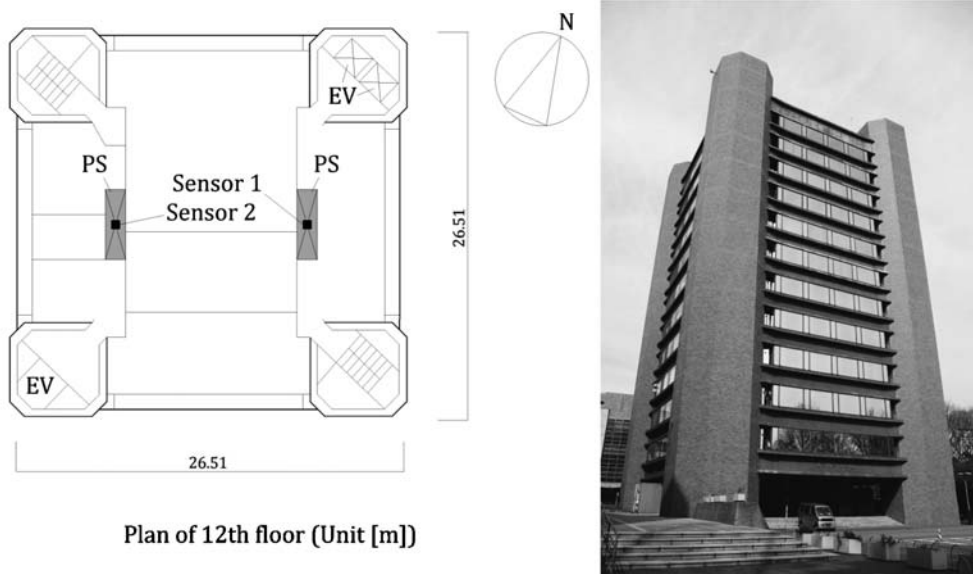 N
EV
PS
PS
Sensor 1
Sensor 2
26.51
EV
26.51
Plan of 12th floor (Unit [m])